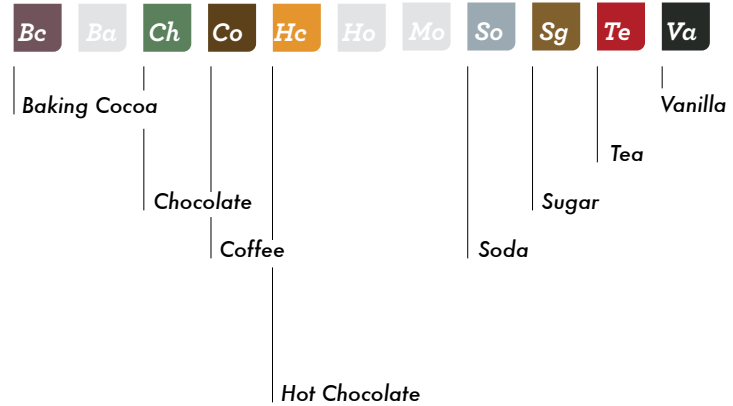 Bc Ba Ch Co Hc Ho Mo So Sg Te Va
Baking Cocoa
Vanilla
Tea
Chocolate
Sugar
Coffee
Soda
Hot Chocolate